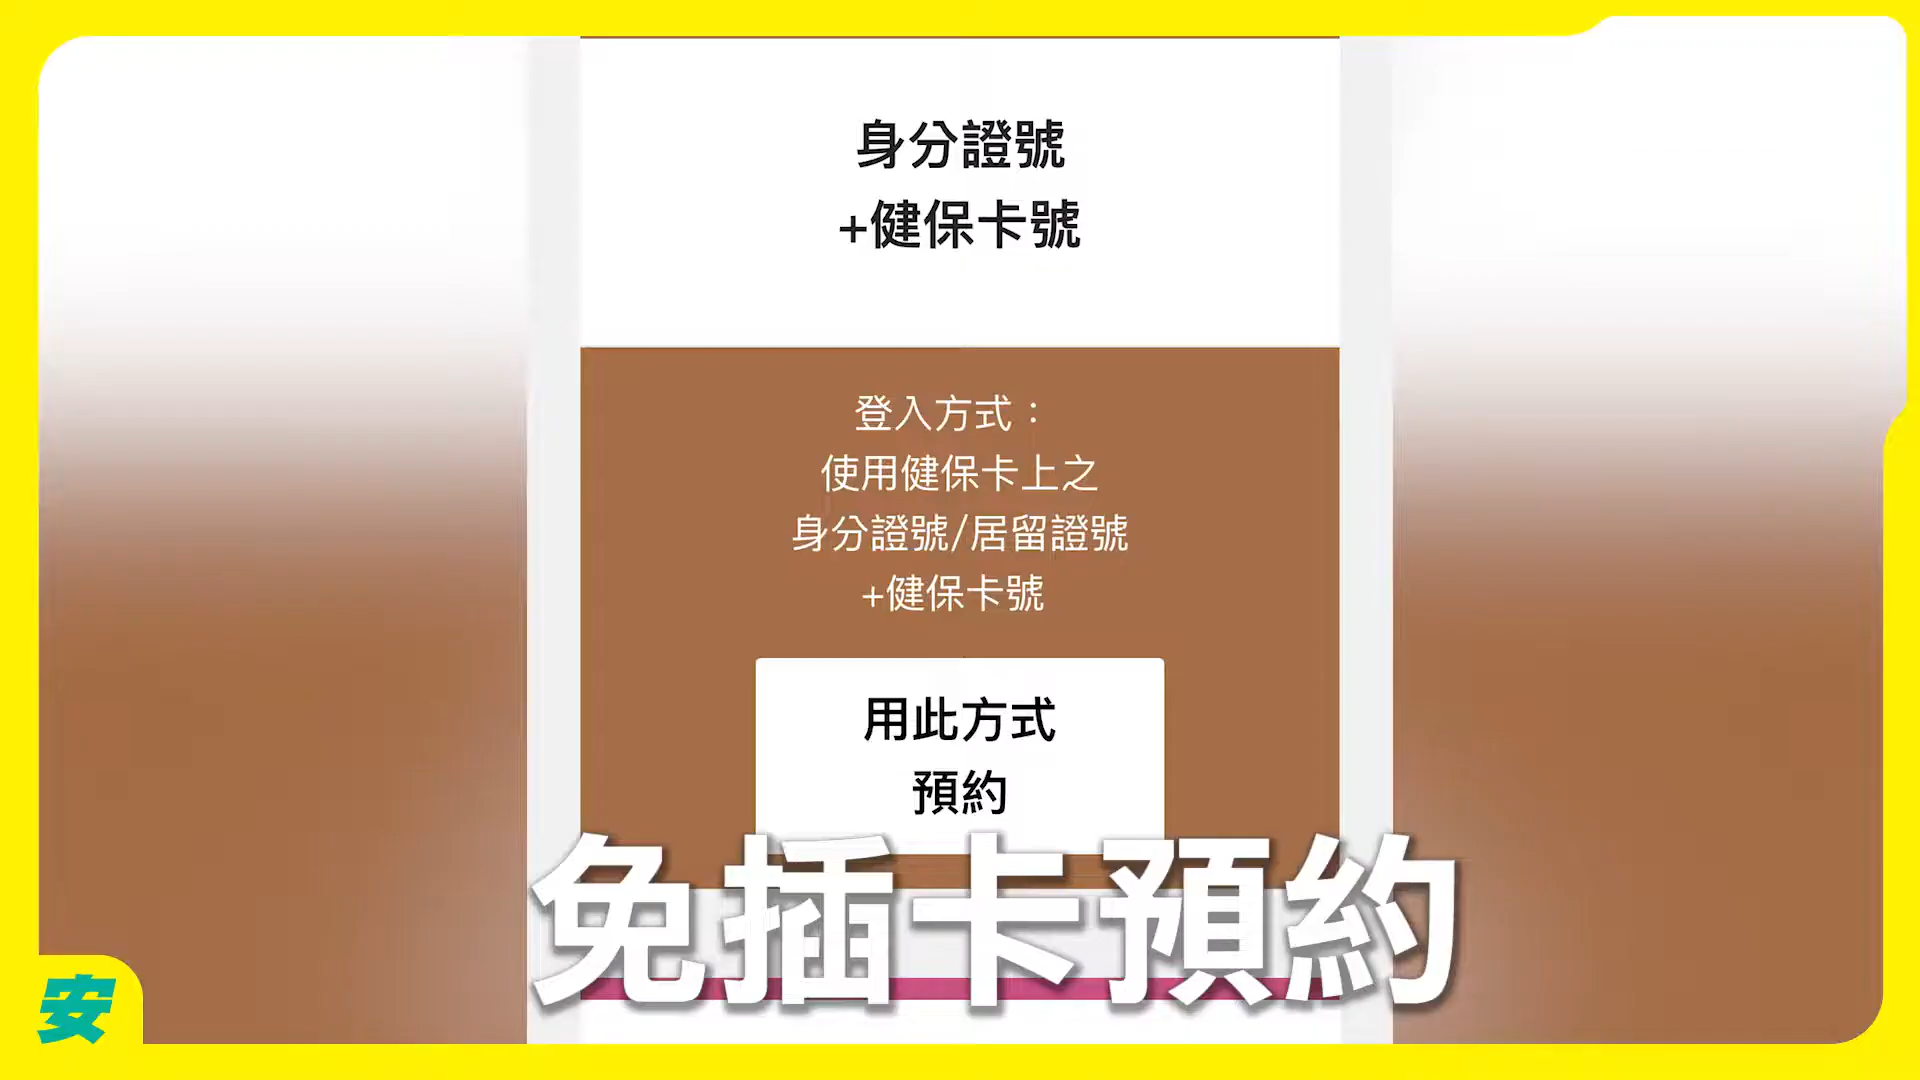 身分證號
+健保卡號
登入方式：
使用健保卡上之
身分證號/居留證號
+健保卡號
用此方式
預約
免插卡預約
安